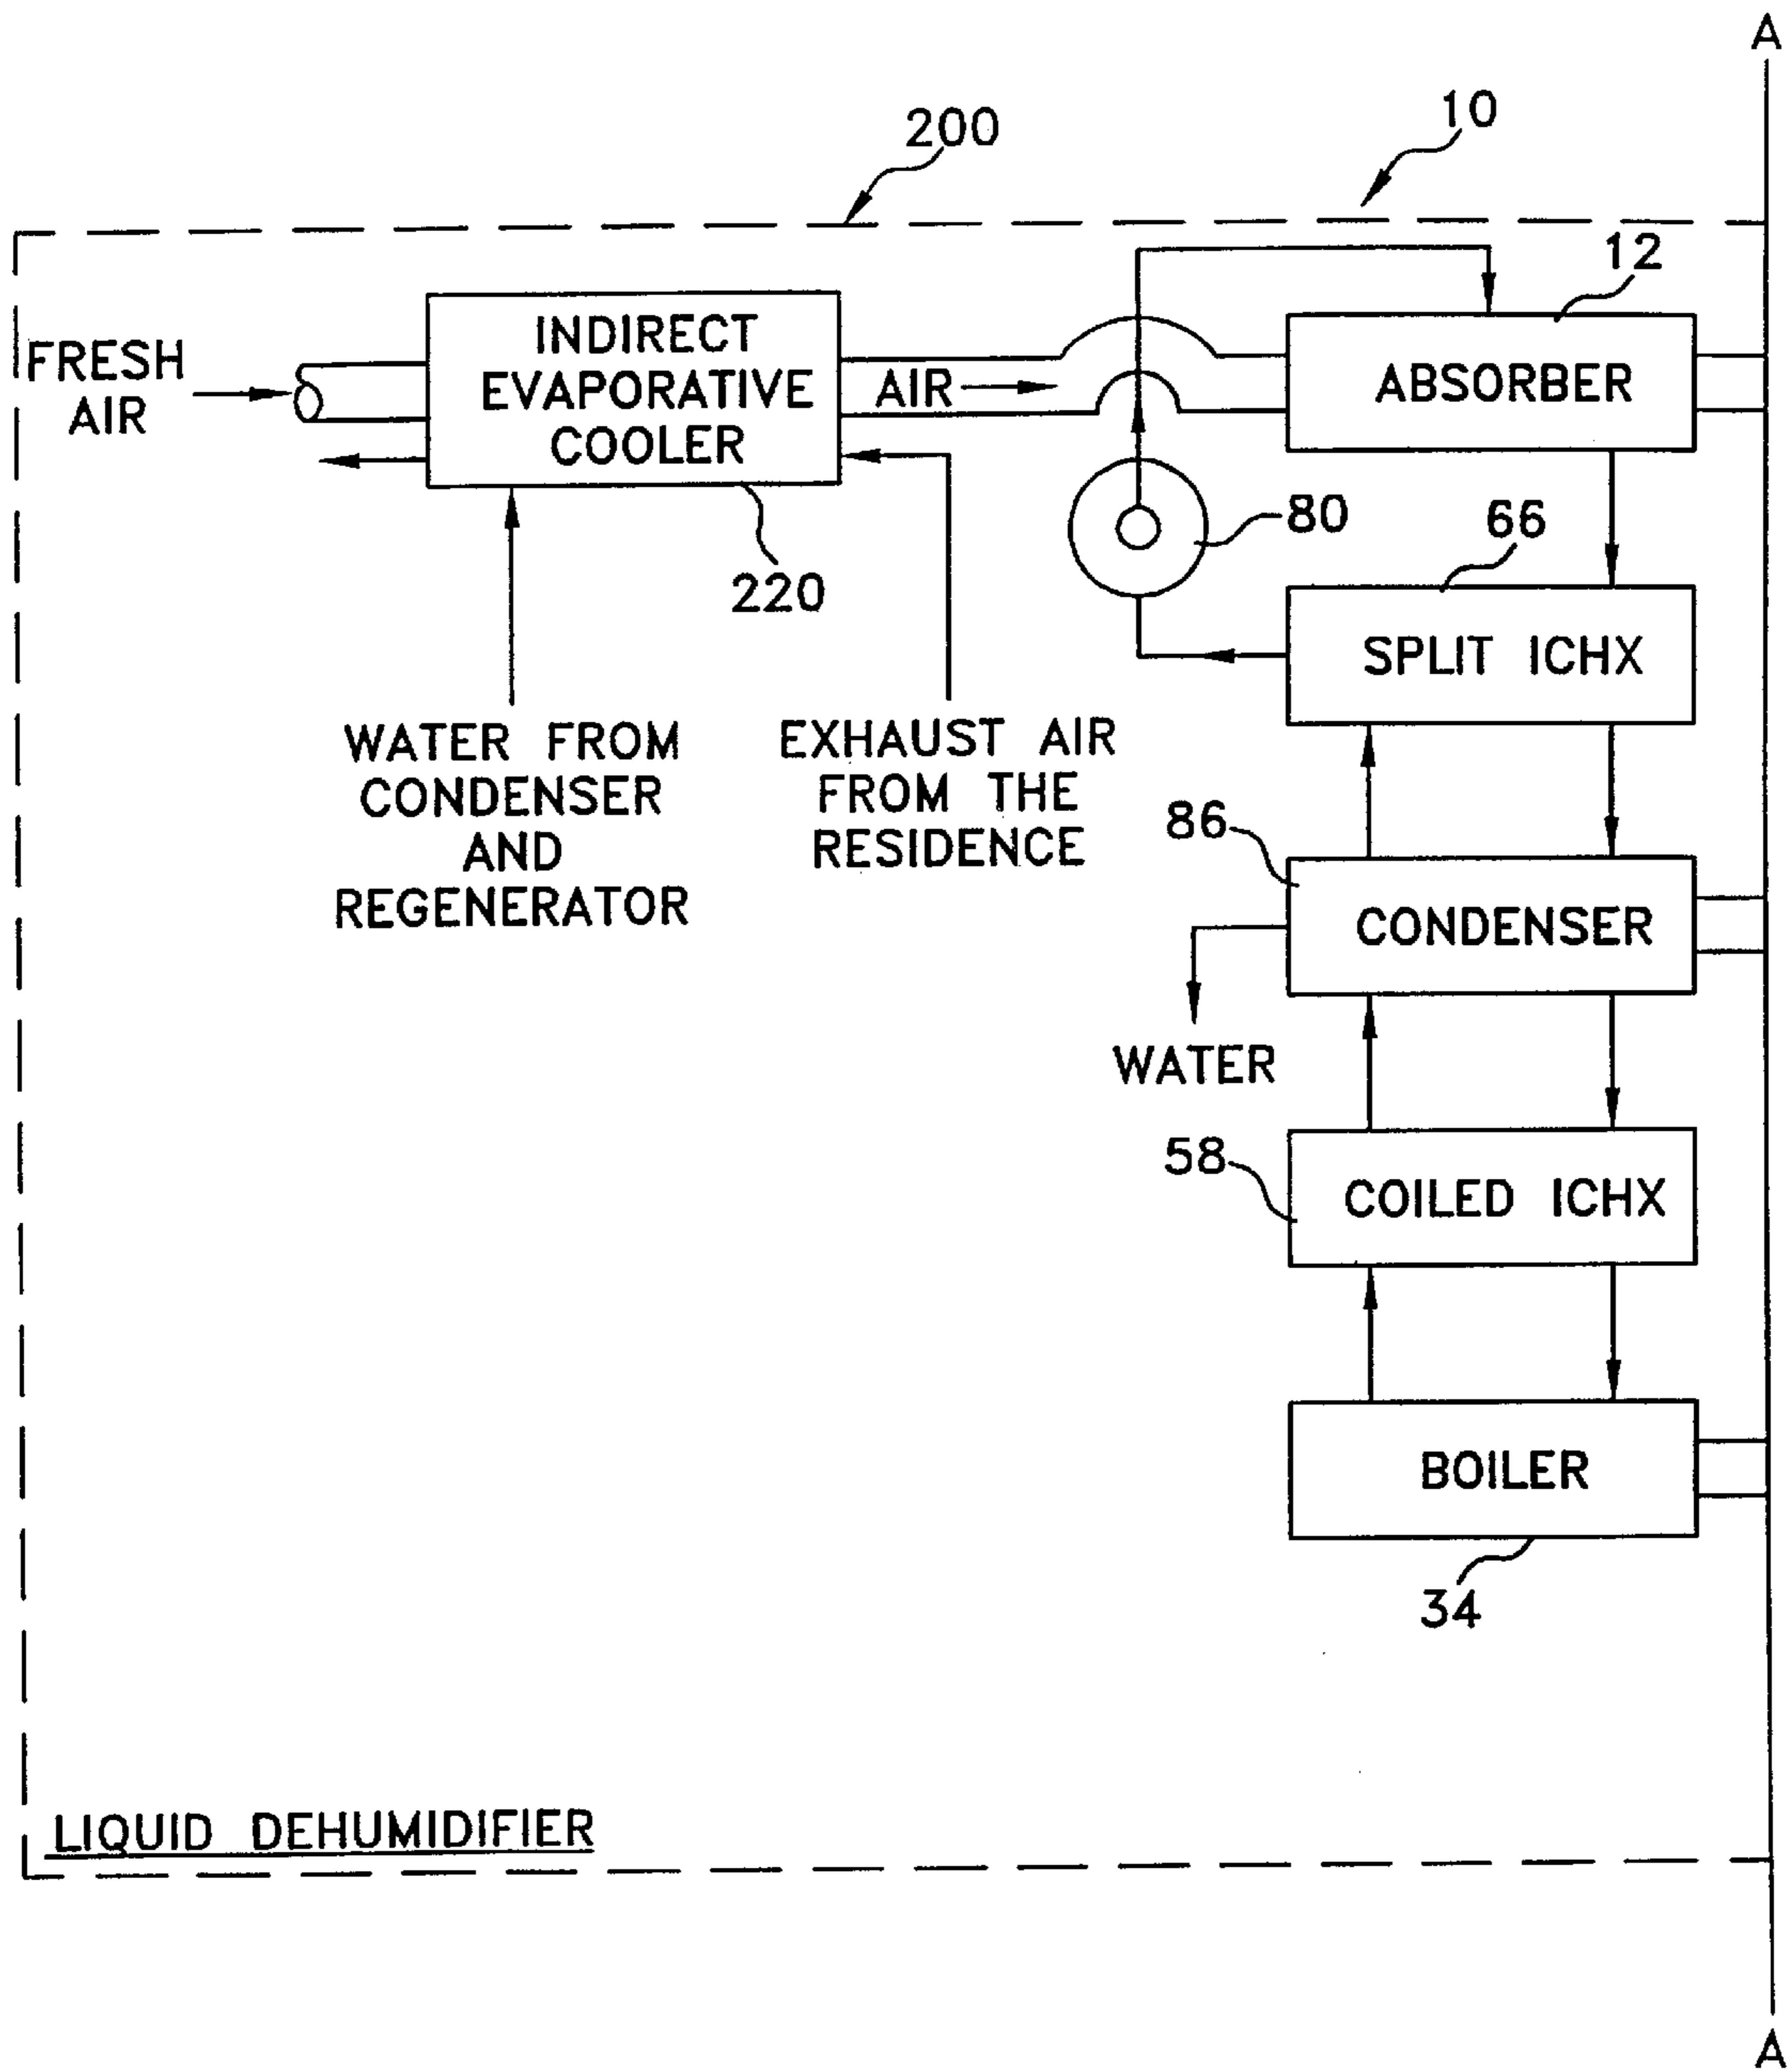 A
200
10
12
FRESH
AIR
INDIRECT
EVAPORATIVE
COOLER
AIR
ABSORBER
80
66
220
SPLIT ICHX
WATER FROM
CONDENSER
AND
REGENERATOR
EXHAUST AIR
FROM THE
RESIDENCE
86
CONDENSER
WATER
58
COILED ICHX
BOILER
34
LIQUID DEHUMIDIFIER
A